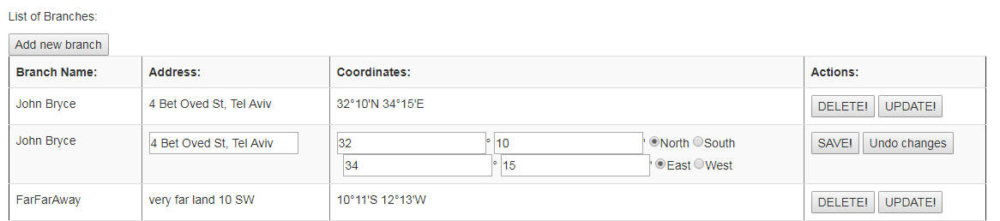 List of Branches:
Add new branch
Branch Name: Address: Coordinates: Actions:
John Bryce 4 Bet Oved St, Tel Aviv 32°10'N 34°15'E DELETE! UPDATE!
John Bryce 4 Bet Oved St, Tel Aviv 32 ° 10 ' North South SAVE! Undo changes
34 ° 15 ' East West
FarFarAway very far land 10 SW 10°11'S 12°13'W DELETE! UPDATE!